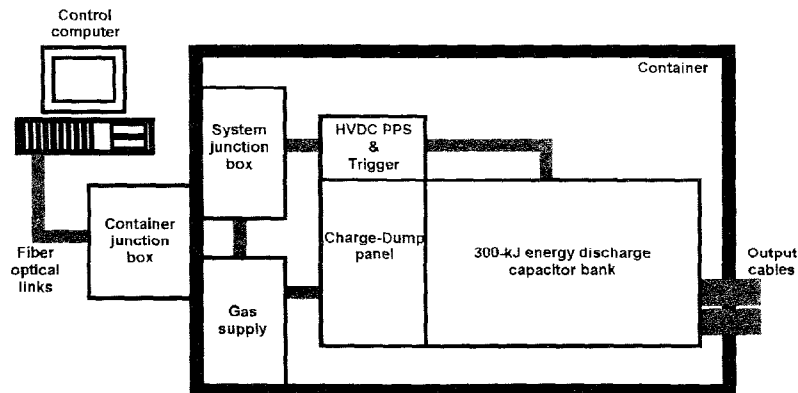 Control
computer
Container
System
junction
box
HVDC PPS
&
Trigger
Container
junction
box
Charge-Dump
panel
300-kJ energy discharge
capacitor bank
Output
cables
Fiber
optical
links
Gas
supply